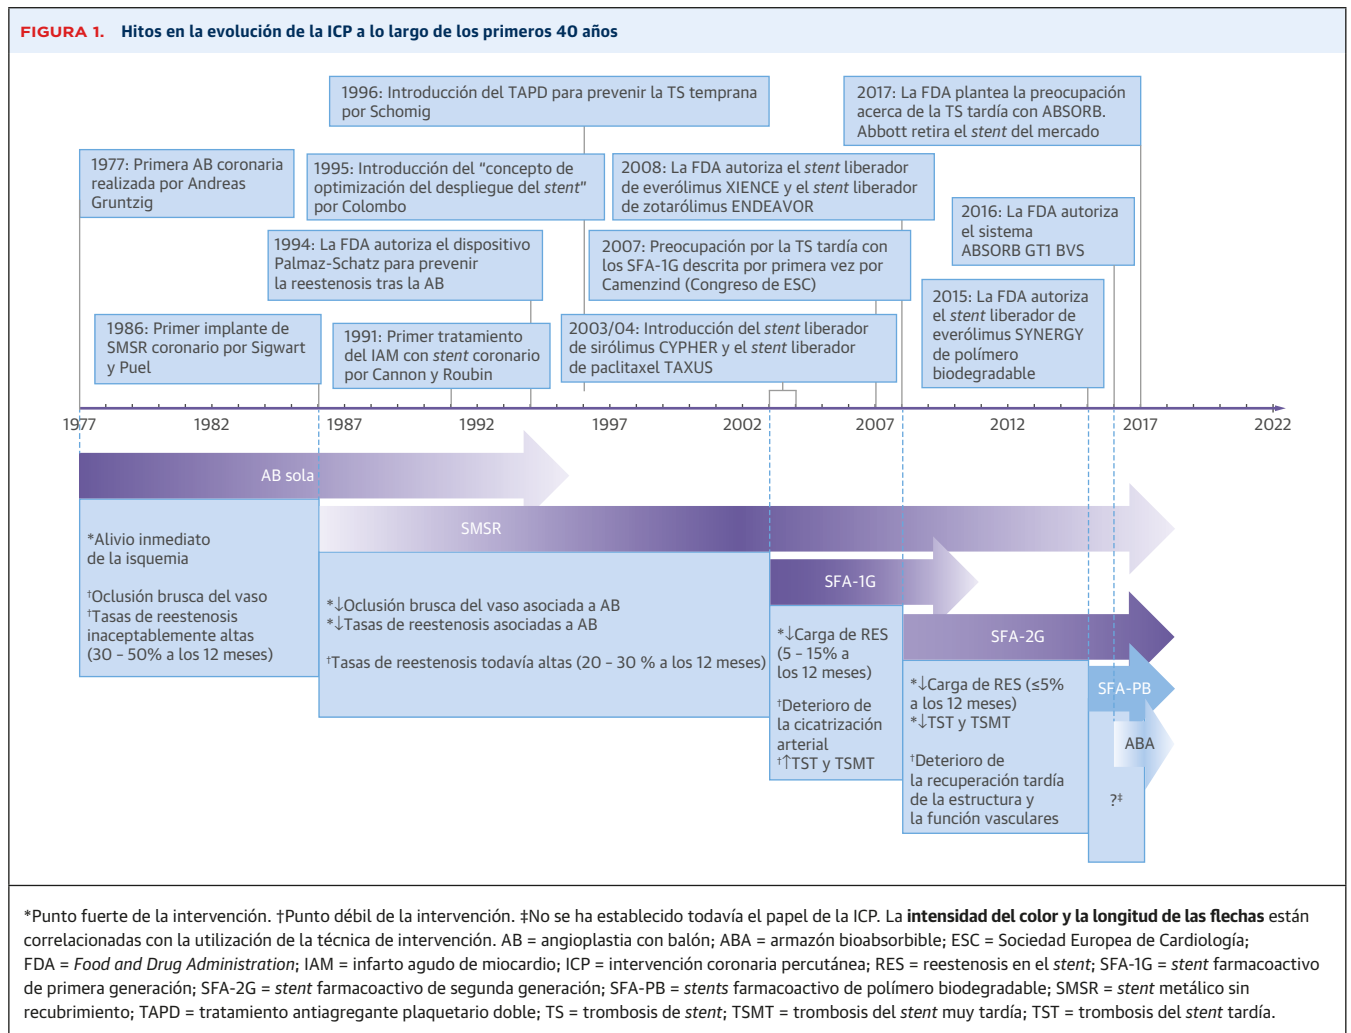 FIGURA 1. Hitos en la evolución de la ICP a lo largo de los primeros 40 años
1996: Introducción del TAPD para prevenir la TS temprana
por Schomig
2017: La FDA plantea la preocupación
acerca de la TS tardía con ABSORB.
Abbott retira el stent del mercado
1977: Primera AB coronaria
realizada por Andreas
Gruntzig
1995: Introducción del “concepto de
optimización del despliegue del stent”
por Colombo
2008: La FDA autoriza el stent liberador
de everólimus XIENCE y el stent liberador
de zotarólimus ENDEAVOR
2016: La FDA autoriza
el sistema
ABSORB GT1 BVS
1994: La FDA autoriza el dispositivo
Palmaz-Schatz para prevenir
la reestenosis tras la AB
2007: Preocupación por la TS tardía con
los SFA-1G descrita por primera vez por
Camenzind (Congreso de ESC)
2015: La FDA autoriza
el stent liberador de
everólimus SYNERGY
de polímero
biodegradable
1986: Primer implante de
SMSR coronario por Sigwart
y Puel
1991: Primer tratamiento
del IAM con stent coronario
por Cannon y Roubin
2003/04: Introducción del stent liberador
de sirólimus CYPHER y el stent liberador
de paclitaxel TAXUS
1977 1982 1987 1992 1997 2002 2007 2012 2017 2022
AB sola
*Alivio inmediato
de la isquemia
†Oclusión brusca del vaso
†Tasas de reestenosis
inaceptablemente altas
(30 – 50% a los 12 meses)
SMSR
*↓Oclusión brusca del vaso asociada a AB
*↓Tasas de reestenosis asociadas a AB
†Tasas de reestenosis todavía altas (20 – 30 % a los 12 meses)
SFA-1G
*↓Carga de RES
(5 – 15% a
los 12 meses)
†Deterioro de
la cicatrización
arterial
†↑TST y TSMT
SFA-2G
*↓Carga de RES (≤5%
a los 12 meses)
*↓TST y TSMT
†Deterioro de
la recuperación tardía
de la estructura y
la función vasculares
SFA-PB
ABA
?‡
*Punto fuerte de la intervención. †Punto débil de la intervención. ‡No se ha establecido todavía el papel de la ICP. La intensidad del color y la longitud de las flechas están
correlacionadas con la utilización de la técnica de intervención. AB = angioplastia con balón; ABA = armazón bioabsorbible; ESC = Sociedad Europea de Cardiología;
FDA = Food and Drug Administration; IAM = infarto agudo de miocardio; ICP = intervención coronaria percutánea; RES = reestenosis en el stent; SFA-1G = stent farmacoactivo
de primera generación; SFA-2G = stent farmacoactivo de segunda generación; SFA-PB = stents farmacoactivo de polímero biodegradable; SMSR = stent metálico sin
recubrimiento; TAPD = tratamiento antiagregante plaquetario doble; TS = trombosis de stent; TSMT = trombosis del stent muy tardía; TST = trombosis del stent tardía.